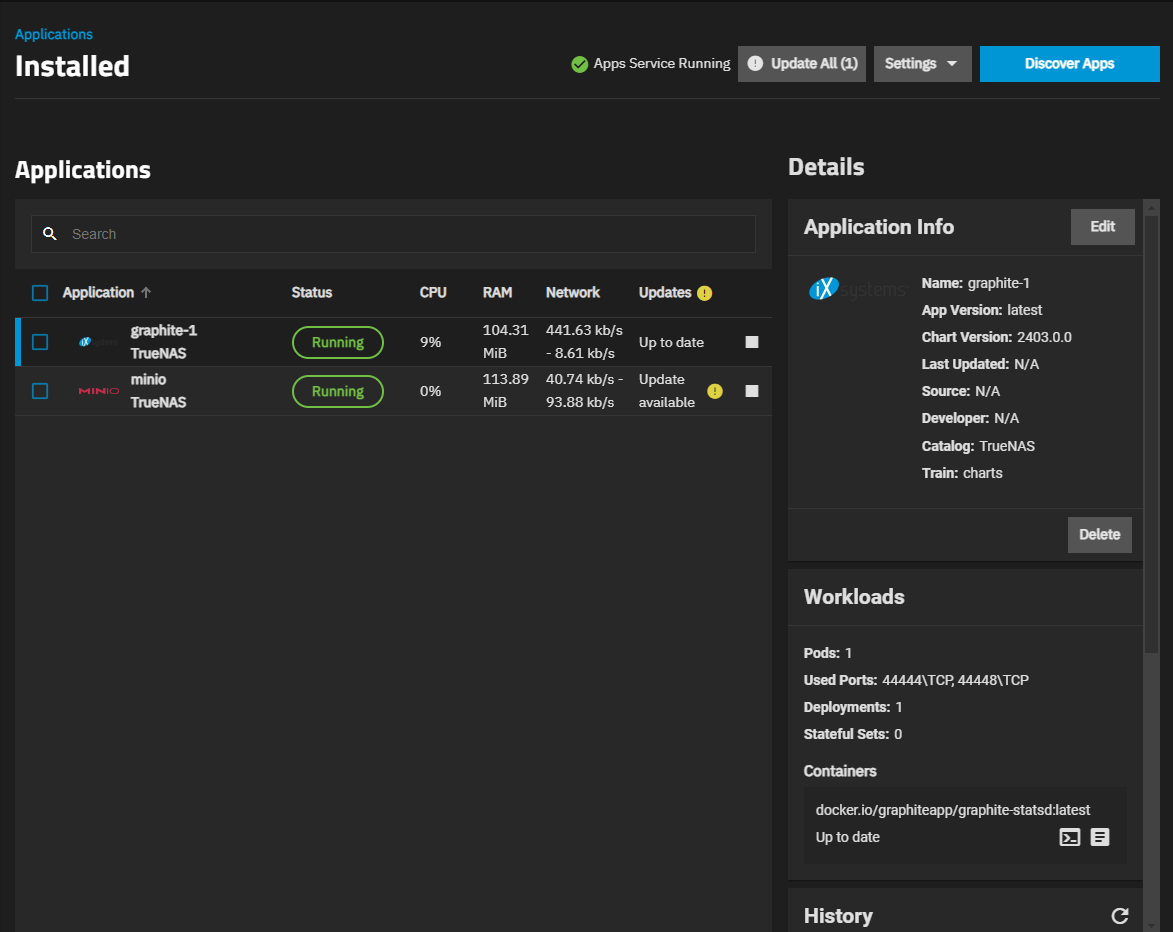 Applications
Installed
Apps Service Running
Update All (1)
Settings
Discover Apps
Applications
Search
Application Status CPU RAM Network Updates
graphite-1
TrueNAS
Running
9%
104.31
MiB
441.63 kb/s
- 8.61 kb/s
Up to date
MINIO
minio
TrueNAS
Running
0%
113.89
MiB
40.74 kb/s -
93.88 kb/s
Update
available
Details
Application Info
Edit
iXsystems
Name: graphite-1
App Version: latest
Chart Version: 2403.0.0
Last Updated: N/A
Source: N/A
Developer: N/A
Catalog: TrueNAS
Train: charts
Delete
Workloads
Pods: 1
Used Ports: 44444\TCP, 44448\TCP
Deployments: 1
Stateful Sets: 0
Containers
docker.io/graphiteapp/graphite-statsd:latest
Up to date
History